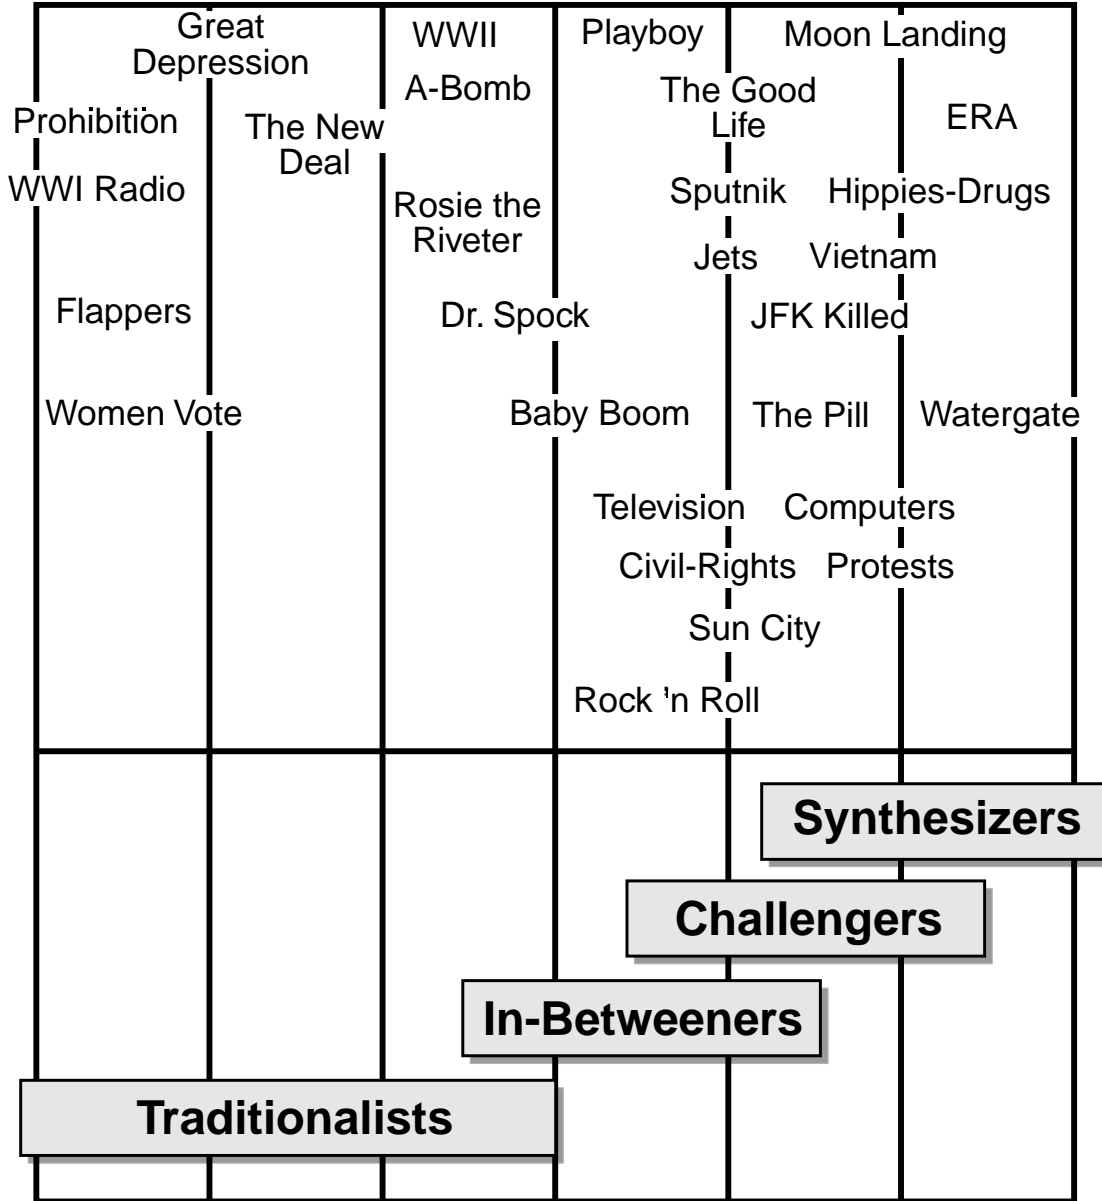 Great
Depression
WWII
Playboy
Moon Landing
A-Bomb
The Good
Life
ERA
Prohibition
The New
Deal
WWI Radio
Rosie the
Riveter
Sputnik
Hippies-Drugs
Jets
Vietnam
Flappers
Dr. Spock
JFK Killed
Women Vote
Baby Boom
The Pill
Watergate
Television
Computers
Civil-Rights
Protests
Sun City
Rock 'n Roll
Synthesizers
Challengers
In-Betweeners
Traditionalists